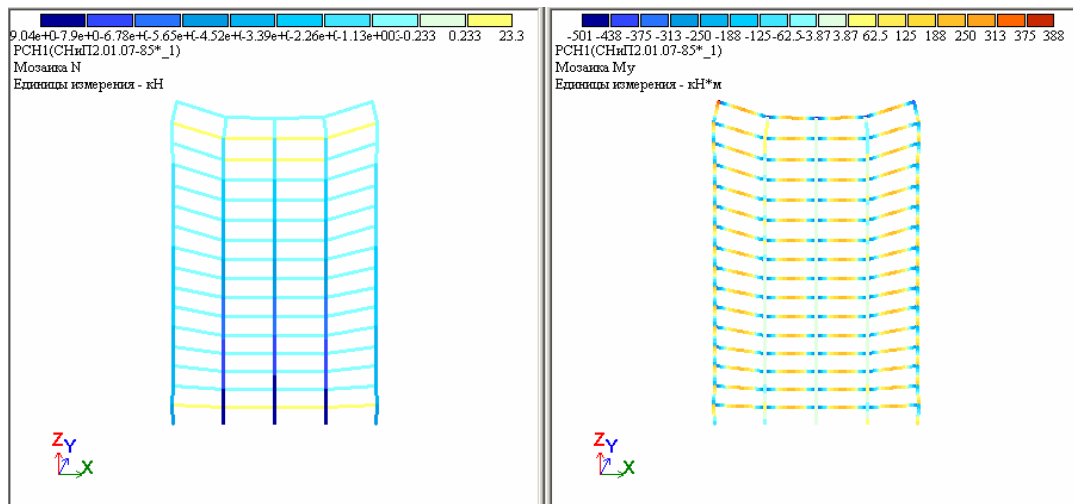 9.04e+0-7.9e+0-6.78e+(-5.65e+(-4.52e+(-3.39e+(-2.26e+(-1.13e+003-0.233 0.233 23.3
РСН1(СНиП2.01.07-85*_1)
Мозаика N
Единицы измерения - кН
Z Y
X
-501 -438 -375 -313 -250 -188 -125 -62.5 -3.87 3.87 62.5 125 188 250 313 375 388
РСН1(СНиП2.01.07-85*_1)
Мозаика My
Единицы измерения - кН*м
Z Y
X